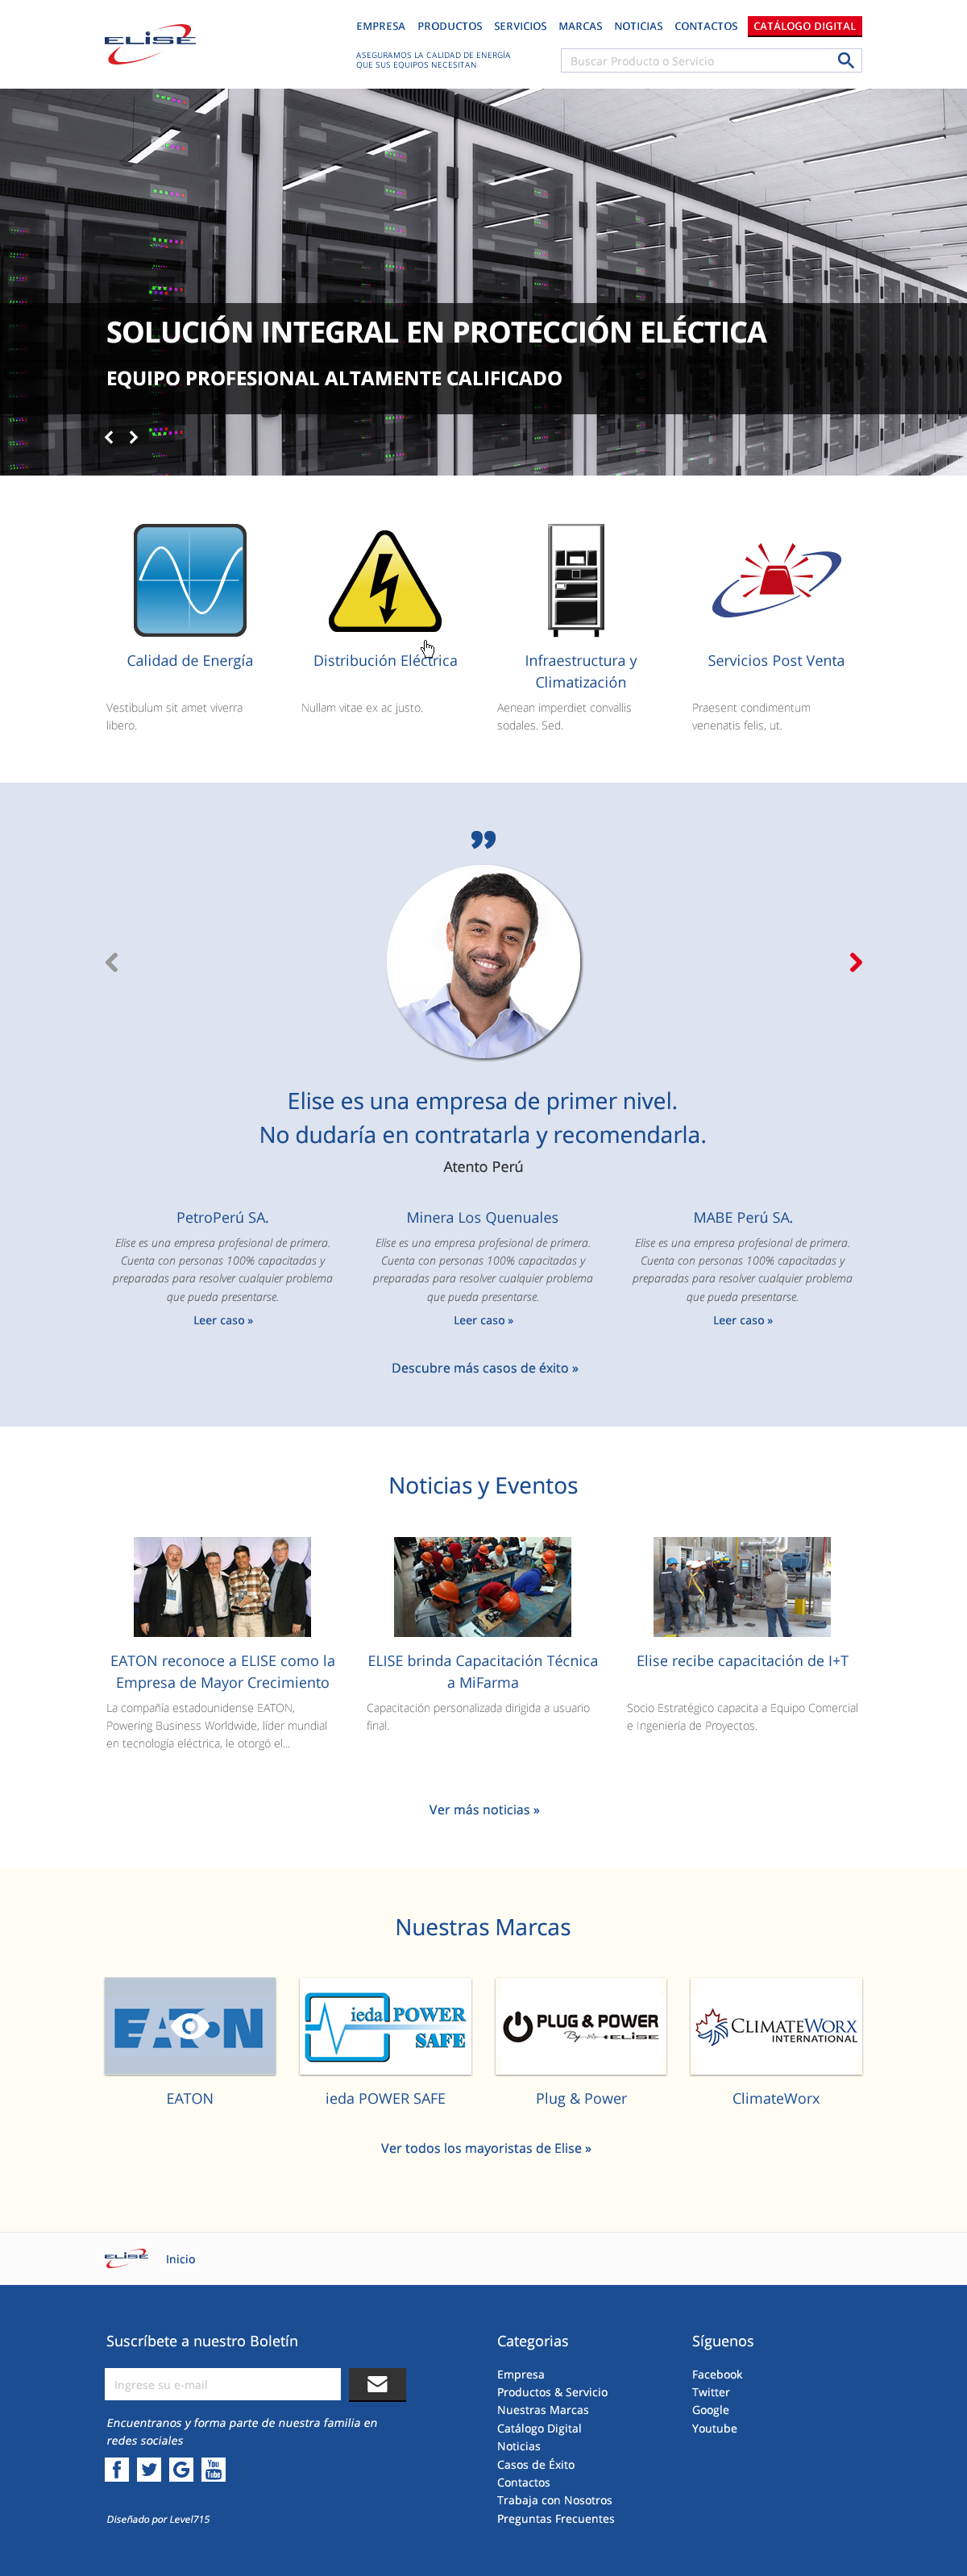 ELISE
EMPRESA PRODUCTOS SERVICIOS MARCAS NOTICIAS CONTACTOS CATÁLOGO DIGITAL
ASEGURAMOS LA CALIDAD DE ENERGÍA
QUE SUS EQUIPOS NECESITAN
Buscar Producto o Servicio
SOLUCIÓN INTEGRAL EN PROTECCIÓN ELÉCTICA
EQUIPO PROFESIONAL ALTAMENTE CALIFICADO
Calidad de Energía
Vestibulum sit amet viverra
libero.
Distribución Eléctrica
Nullam vitae ex ac justo.
Infraestructura y
Climatización
Aenean imperdiet convallis
sodales. Sed.
Servicios Post Venta
Praesent condimentum
venenatis felis, ut.
”
Elise es una empresa de primer nivel.
No dudaría en contratarla y recomendarla.
Atento Perú
PetroPerú SA.
Elise es una empresa profesional de primera.
Cuenta con personas 100% capacitadas y
preparadas para resolver cualquier problema
que pueda presentarse.
Leer caso »
Minera Los Quenuales
Elise es una empresa profesional de primera.
Cuenta con personas 100% capacitadas y
preparadas para resolver cualquier problema
que pueda presentarse.
Leer caso »
MABE Perú SA.
Elise es una empresa profesional de primera.
Cuenta con personas 100% capacitadas y
preparadas para resolver cualquier problema
que pueda presentarse.
Leer caso »
Descubre más casos de éxito »
Noticias y Eventos
EATON reconoce a ELISE como la
Empresa de Mayor Crecimiento
La compañía estadounidense EATON,
Powering Business Worldwide, líder mundial
en tecnología eléctrica, le otorgó el...
ELISE brinda Capacitación Técnica
a MiFarma
Capacitación personalizada dirigida a usuario
final.
Elise recibe capacitación de I+T
Socio Estratégico capacita a Equipo Comercial
e Ingeniería de Proyectos.
Ver más noticias »
Nuestras Marcas
EATON
EATON
ieda POWER
SAFE
ieda POWER SAFE
PLUG & POWER
By ELISE
Plug & Power
CLIMATEWORX
INTERNATIONAL
ClimateWorx
Ver todos los mayoristas de Elise »
ELISE Inicio
Suscríbete a nuestro Boletín
Ingrese su e-mail
Encuentranos y forma parte de nuestra familia en
redes sociales
f G You Tube
Diseñado por Level715
Categorias
Empresa
Productos & Servicio
Nuestras Marcas
Catálogo Digital
Noticias
Casos de Éxito
Contactos
Trabaja con Nosotros
Preguntas Frecuentes
Síguenos
Facebook
Twitter
Google
Youtube